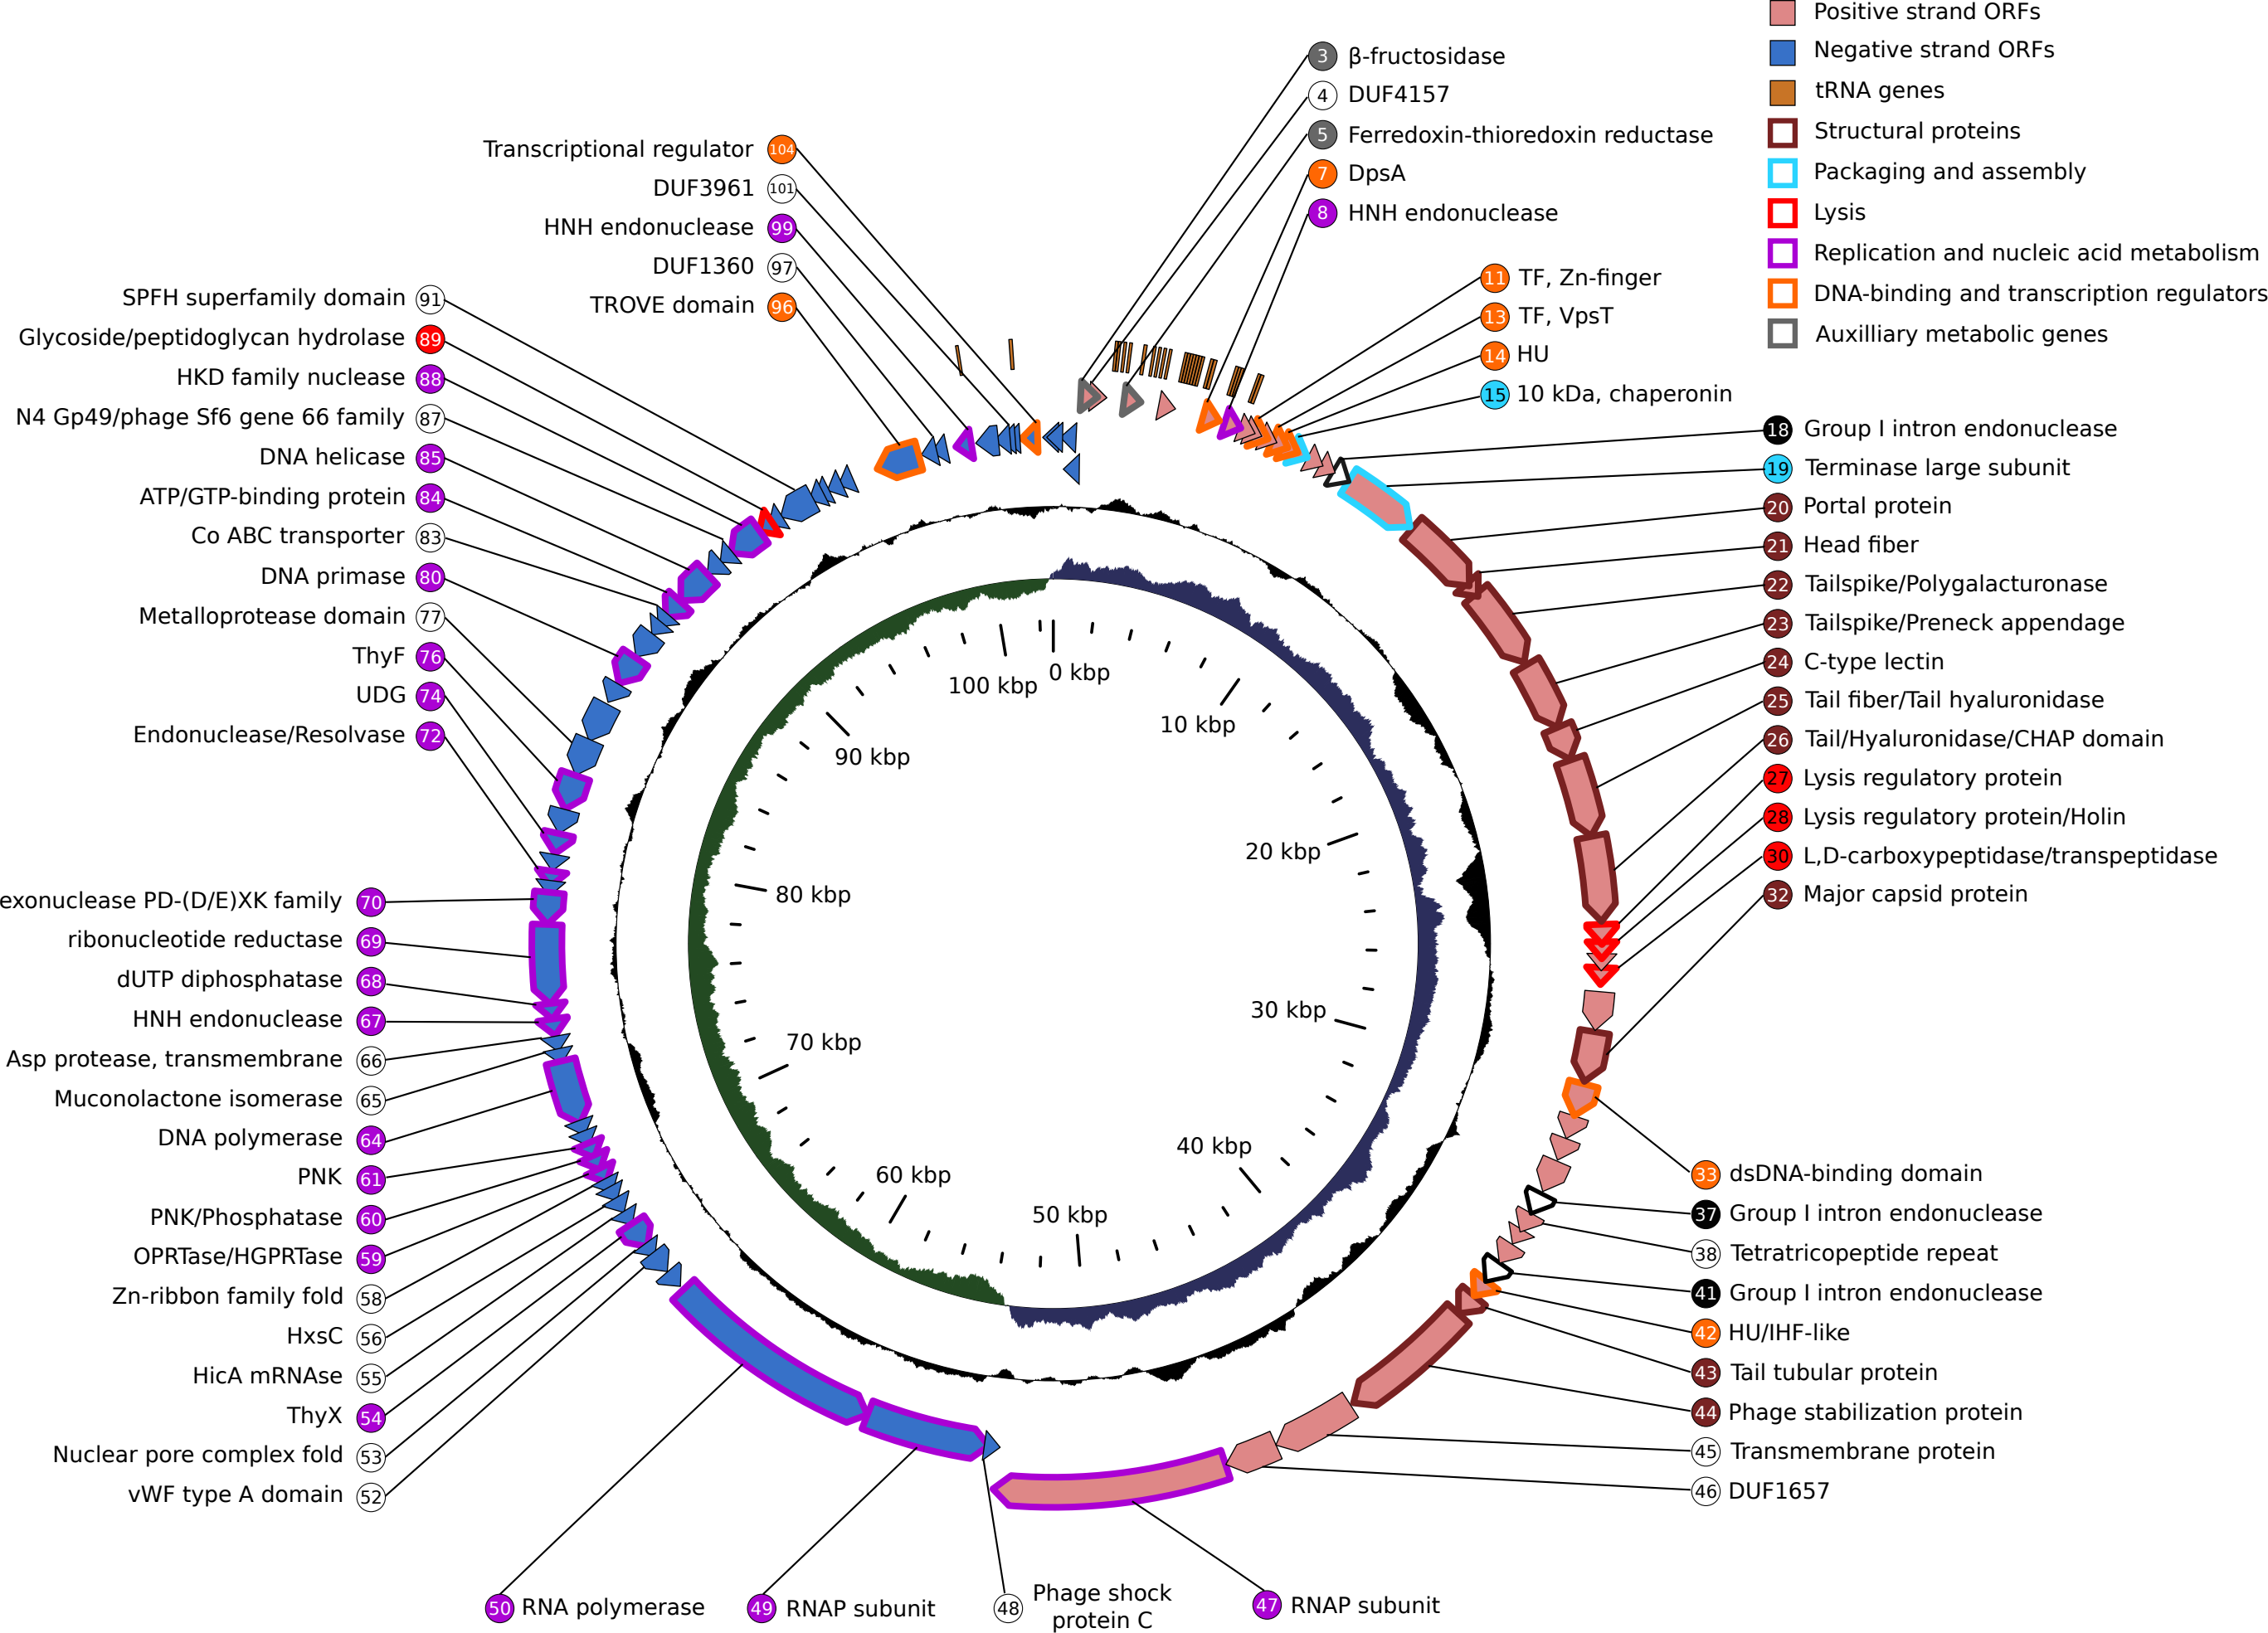 Positive strand ORFs
Negative strand ORFs
tRNA genes
Structural proteins
Packaging and assembly
Lysis
Replication and nucleic acid metabolism
DNA-binding and transcription regulators
Auxilliary metabolic genes
3 β-fructosidase
4 DUF4157
5 Ferredoxin-thioredoxin reductase
7 DpsA
8 HNH endonuclease
11 TF, Zn-finger
13 TF, VpsT
14 HU
15 10 kDa, chaperonin
18 Group I intron endonuclease
19 Terminase large subunit
20 Portal protein
21 Head fiber
22 Tailspike/Polygalacturonase
23 Tailspike/Preneck appendage
24 C-type lectin
25 Tail fiber/Tail hyaluronidase
26 Tail/Hyaluronidase/CHAP domain
27 Lysis regulatory protein
28 Lysis regulatory protein/Holin
30 L,D-carboxypeptidase/transpeptidase
32 Major capsid protein
33 dsDNA-binding domain
37 Group I intron endonuclease
38 Tetratricopeptide repeat
41 Group I intron endonuclease
42 HU/IHF-like
43 Tail tubular protein
44 Phage stabilization protein
45 Transmembrane protein
46 DUF1657
47 RNAP subunit
48 Phage shock
protein C
49 RNAP subunit
50 RNA polymerase
Transcriptional regulator 104
DUF3961 101
HNH endonuclease 99
DUF1360 97
TROVE domain 96
SPFH superfamily domain 91
Glycoside/peptidoglycan hydrolase 89
HKD family nuclease 88
N4 Gp49/phage Sf6 gene 66 family 87
DNA helicase 85
ATP/GTP-binding protein 84
Co ABC transporter 83
DNA primase 80
Metalloprotease domain 77
ThyF 76
UDG 74
Endonuclease/Resolvase 72
exonuclease PD-(D/E)XK family 70
ribonucleotide reductase 69
dUTP diphosphatase 68
HNH endonuclease 67
Asp protease, transmembrane 66
Muconolactone isomerase 65
DNA polymerase 64
PNK 61
PNK/Phosphatase 60
OPRTase/HGPRTase 59
Zn-ribbon family fold 58
HxsC 56
HicA mRNAse 55
ThyX 54
Nuclear pore complex fold 53
vWF type A domain 52
0 kbp
10 kbp
20 kbp
30 kbp
40 kbp
50 kbp
60 kbp
70 kbp
80 kbp
90 kbp
100 kbp